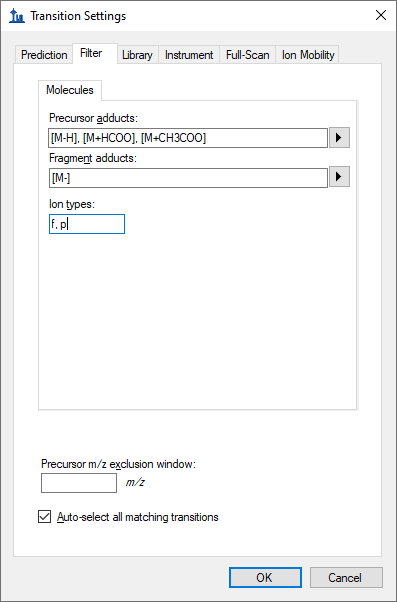 Transition Settings
Prediction Filter Library Instrument Full-Scan Ion Mobility
Molecules
Precursor adducts:
[M-H], [M+HCOO], [M+CH3COO]
Fragment adducts:
[M-]
Ion types:
f, p
Precursor m/z exclusion window:
m/z
Auto-select all matching transitions
OK Cancel